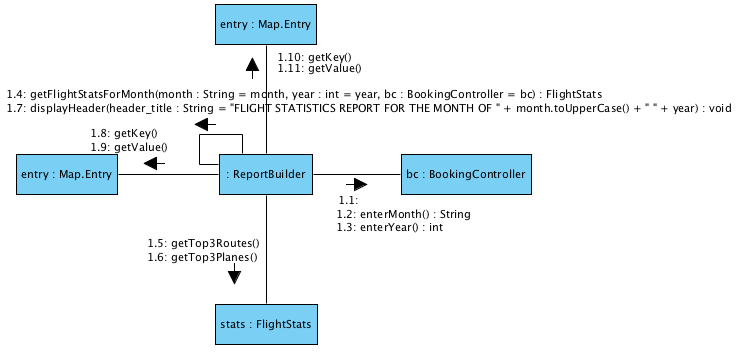 entry : Map.Entry
1.10: getKey()
1.11: getValue()
1.4: getFlightStatsForMonth(month : String = month, year : int = year, bc : BookingController = bc) : FlightStats
1.7: displayHeader(header_title : String = "FLIGHT STATISTICS REPORT FOR THE MONTH OF " + month.toUpperCase() + " " + year) : void
1.8: getKey()
1.9: getValue()
entry : Map.Entry
: ReportBuilder
bc : BookingController
1.1:
1.2: enterMonth() : String
1.3: enterYear() : int
1.5: getTop3Routes()
1.6: getTop3Planes()
stats : FlightStats